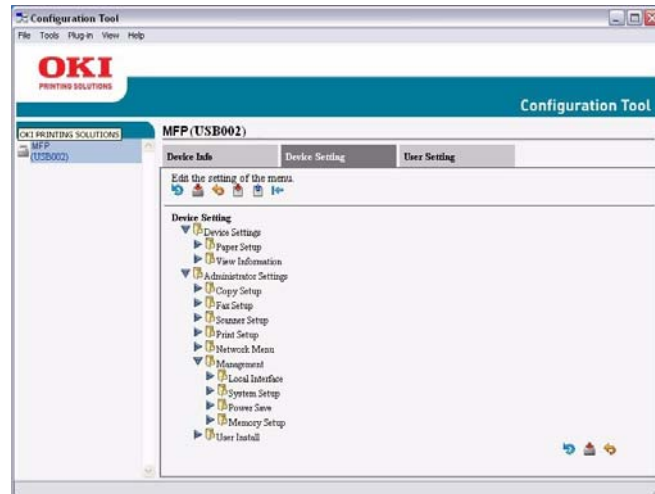 Configuration Tool
File Tools Plug-in View Help
OKI
PRINTING SOLUTIONS
Configuration Tool
OKI PRINTING SOLUTIONS
MFP
(USB002)
MFP(USB002)
Device Info Device Setting User Setting
Edit the setting of the menu.
Device Setting
Device Settings
Paper Setup
View Information
Administrator Settings
Copy Setup
Fax Setup
Scanner Setup
Print Setup
Network Menu
Management
Local Interface
System Setup
Power Save
Memory Setup
User Install